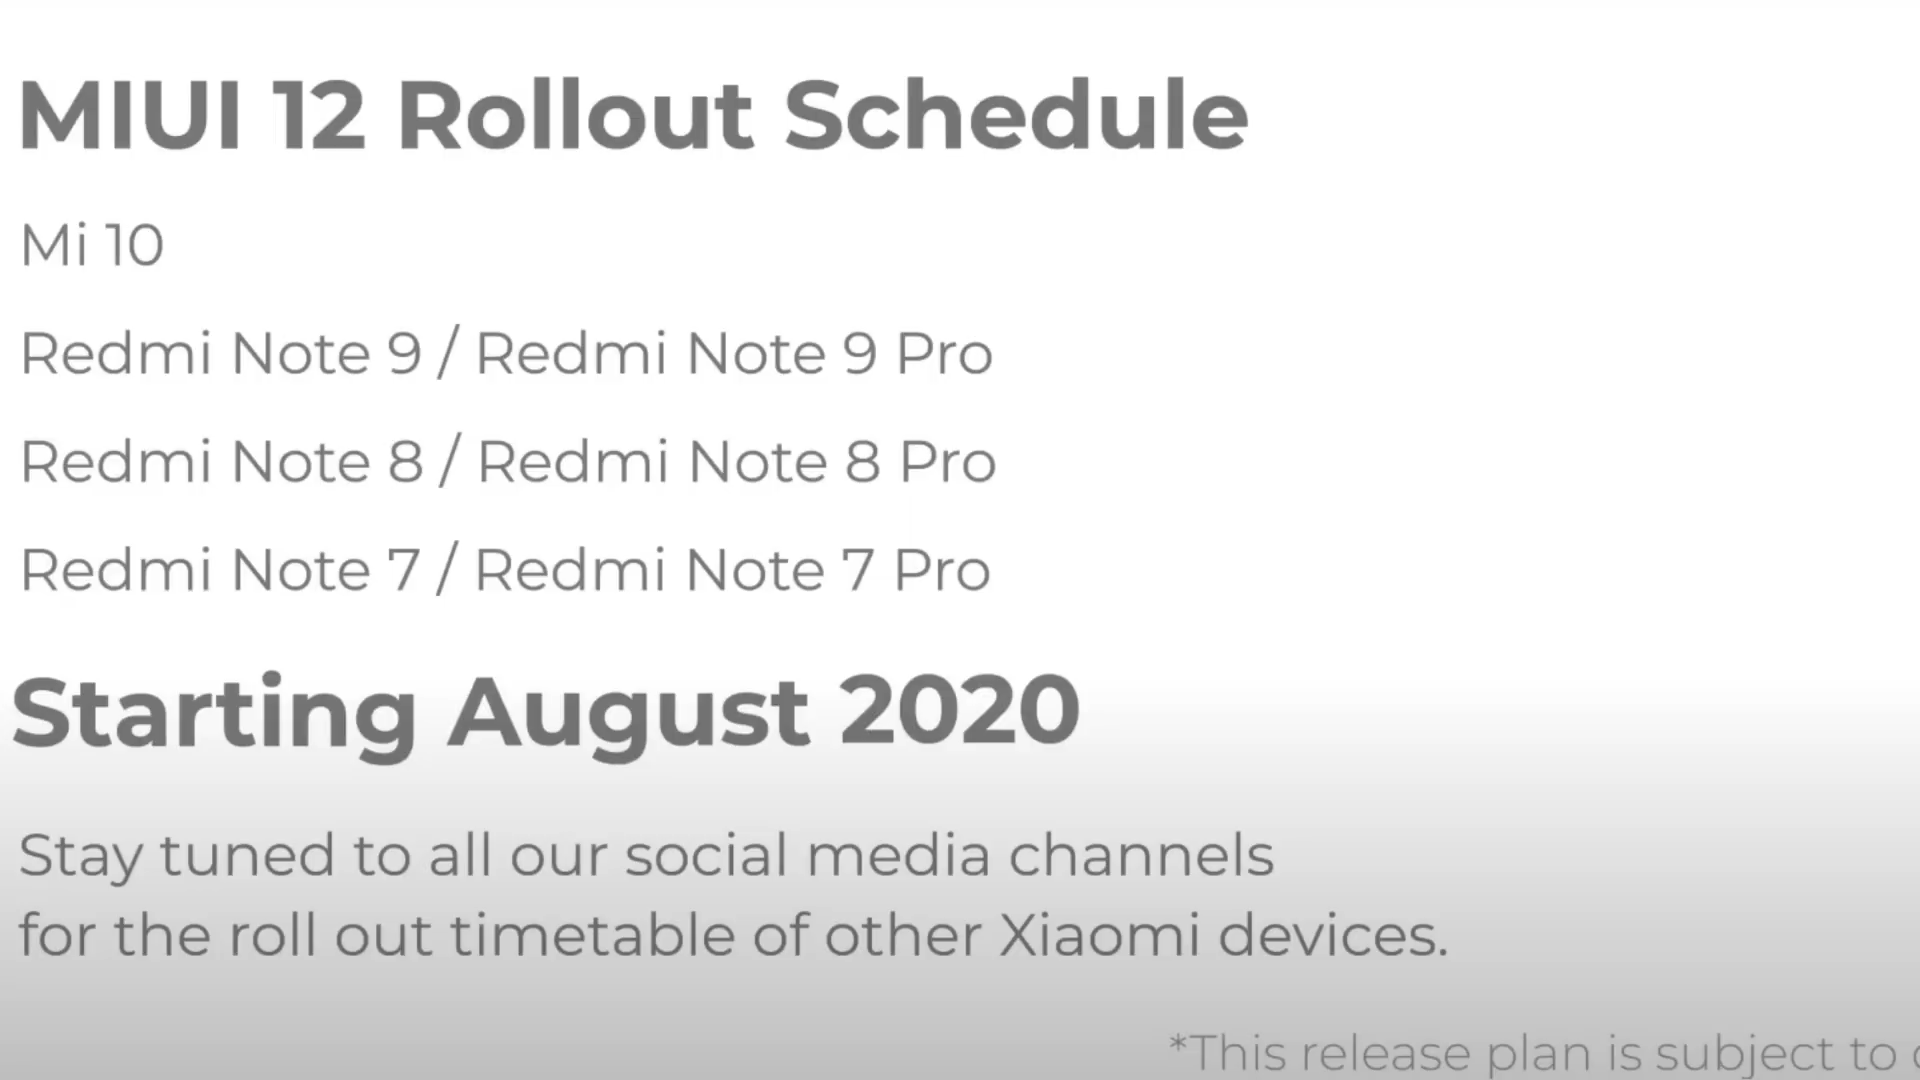 MIUI 12 Rollout Schedule
Mi 10
Redmi Note 9 / Redmi Note 9 Pro
Redmi Note 8 / Redmi Note 8 Pro
Redmi Note 7 / Redmi Note 7 Pro
Starting August 2020
Stay tuned to all our social media channels
for the roll out timetable of other Xiaomi devices.
*This release plan is subject to